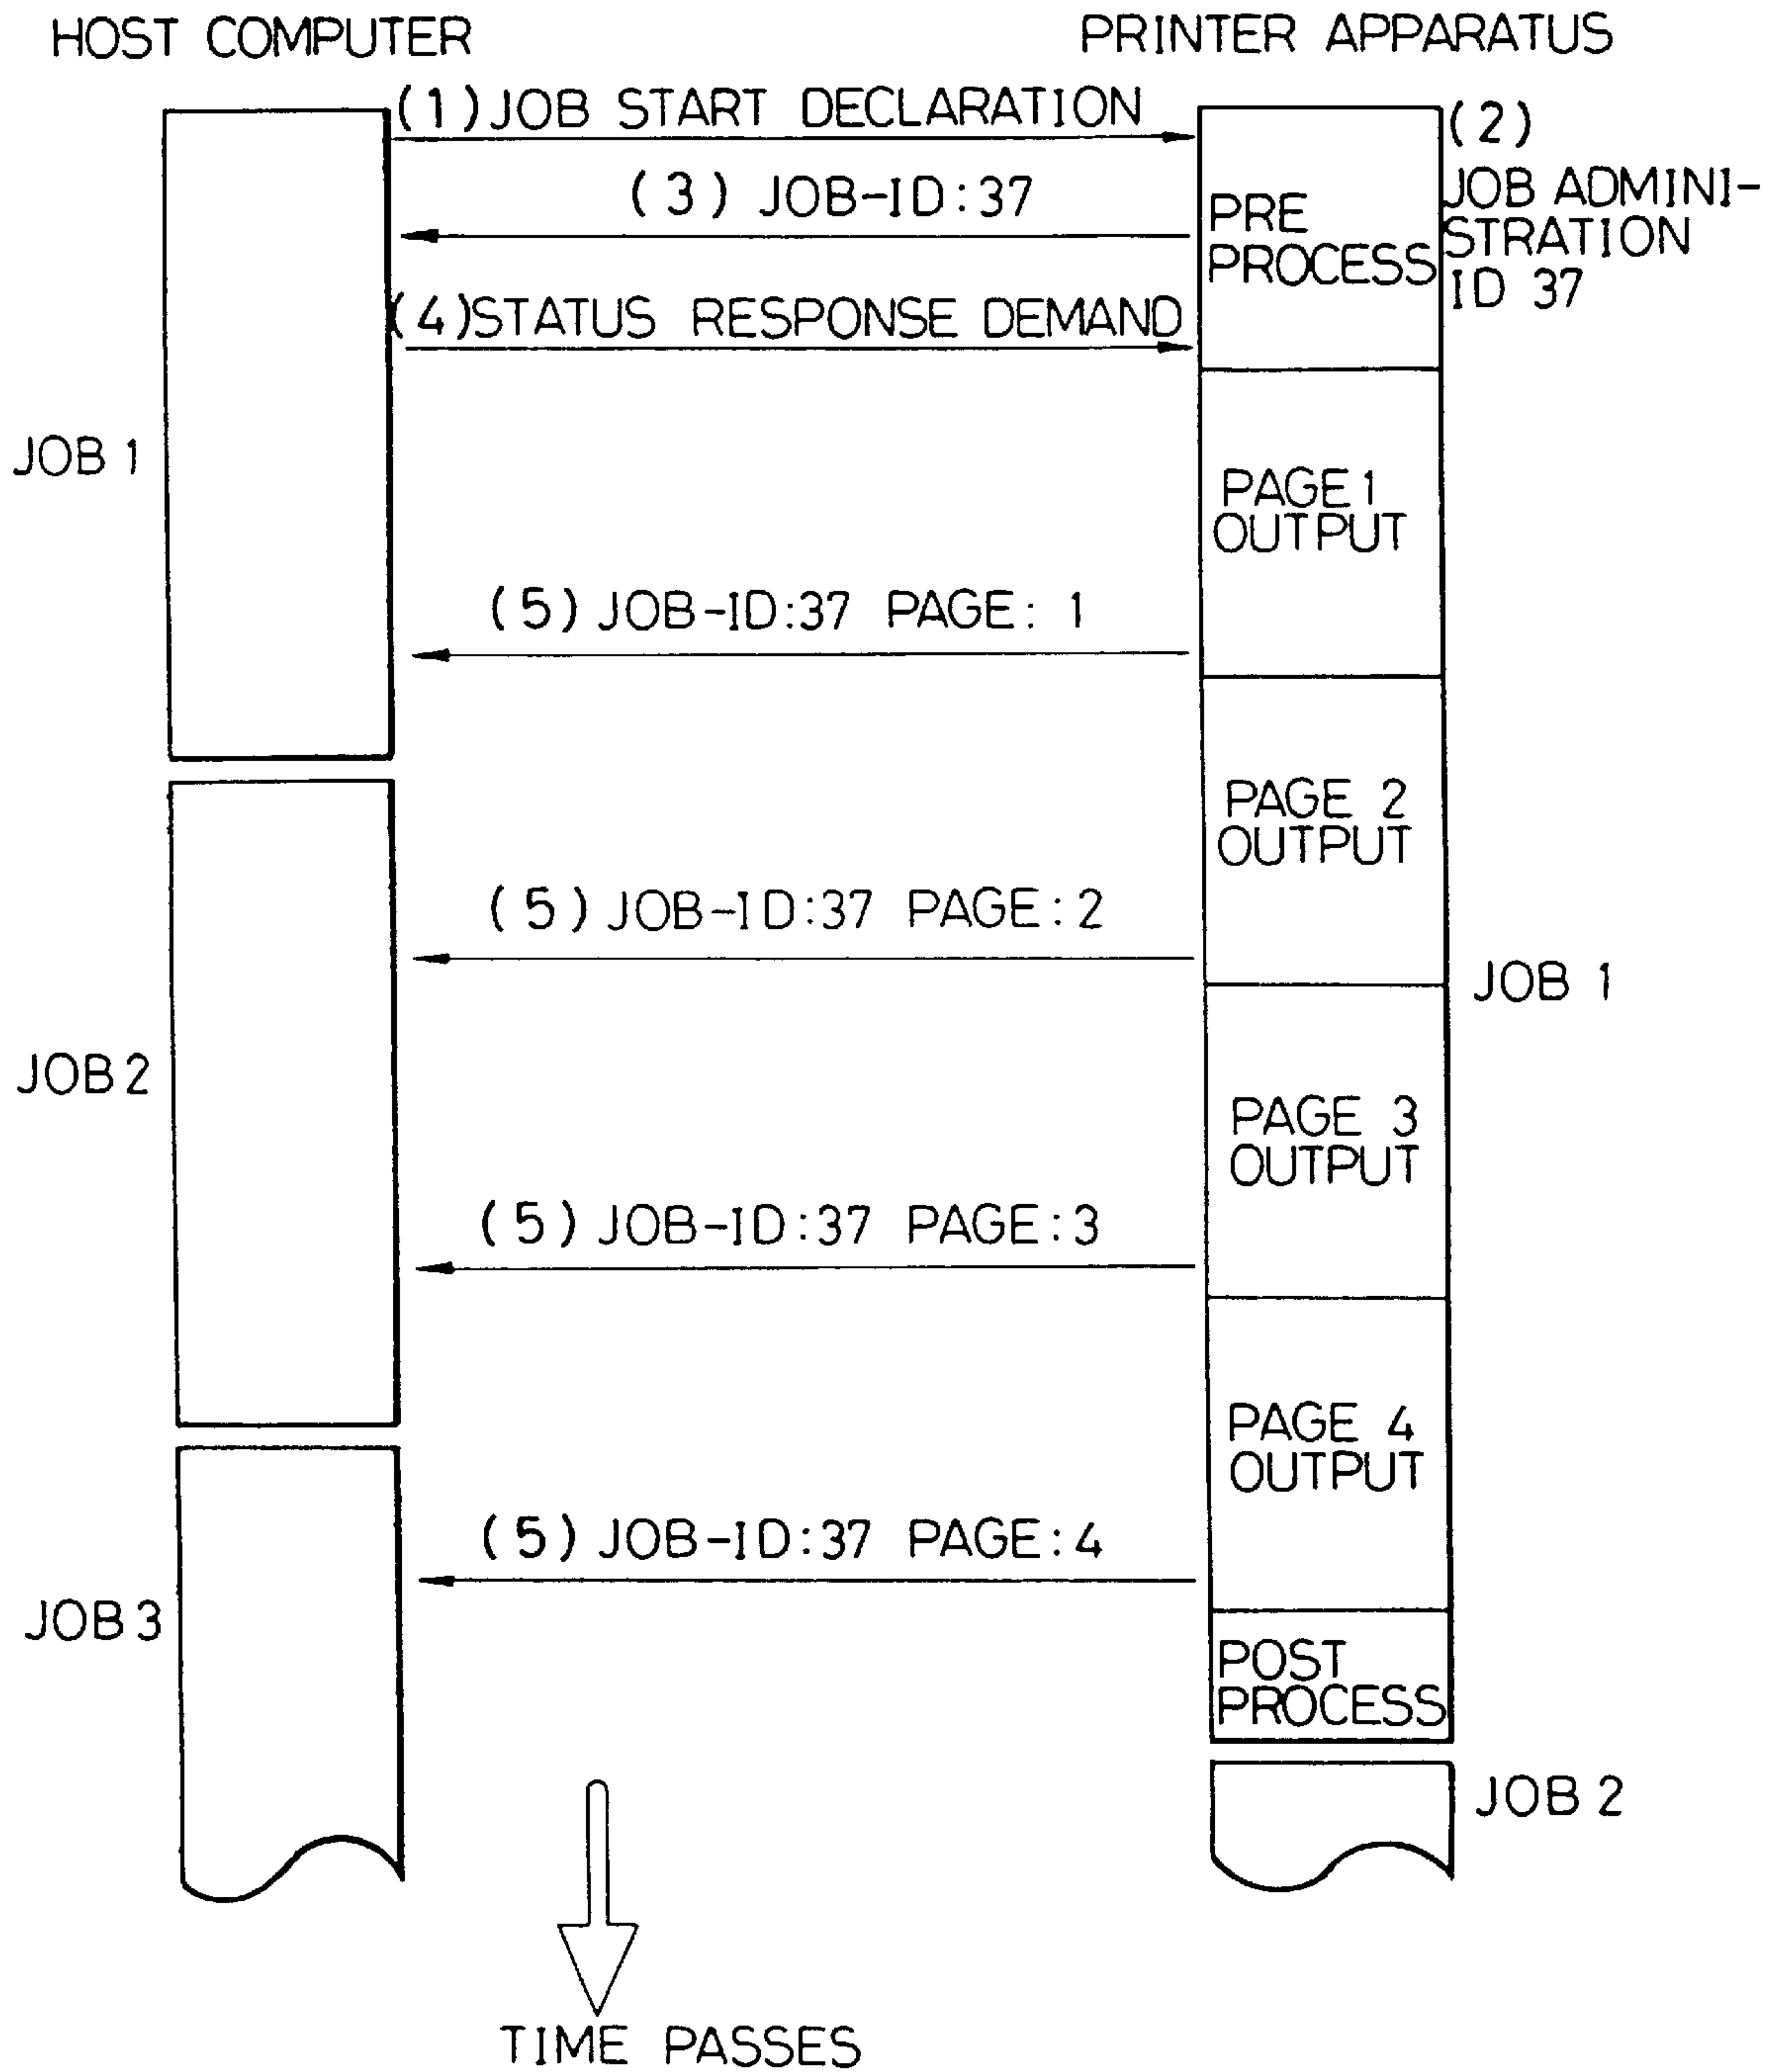 HOST COMPUTER
PRINTER APPARATUS
(1) JOB START DECLARATION
(2)
JOB ADMINI-
STRATION
ID 37
(3) JOB-ID:37
PRE
PROCESS
(4) STATUS RESPONSE DEMAND
JOB 1
PAGE 1
OUTPUT
(5) JOB-ID:37 PAGE: 1
PAGE 2
OUTPUT
(5) JOB-ID:37 PAGE:2
JOB 1
JOB 2
PAGE 3
OUTPUT
(5) JOB-ID:37 PAGE:3
PAGE 4
OUTPUT
(5) JOB-ID:37 PAGE:4
JOB 3
POST
PROCESS
JOB 2
TIME PASSES